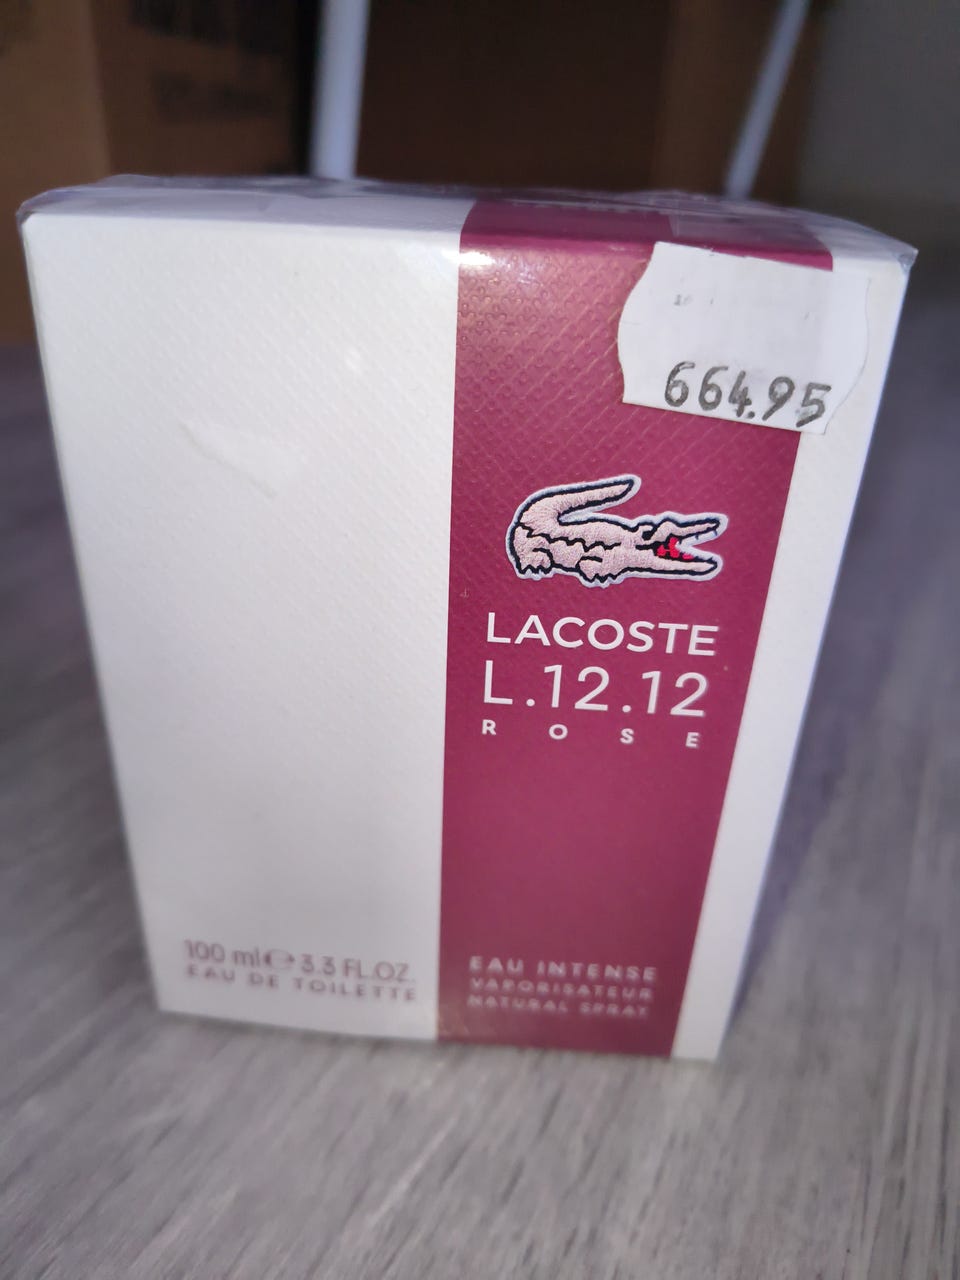 664.95
LACOSTE
L.12.12
ROSE
100 ml℮ 3.3 FL.OZ.
EAU DE TOILETTE
EAU INTENSE
VAPORISATEUR
NATURAL SPRAY